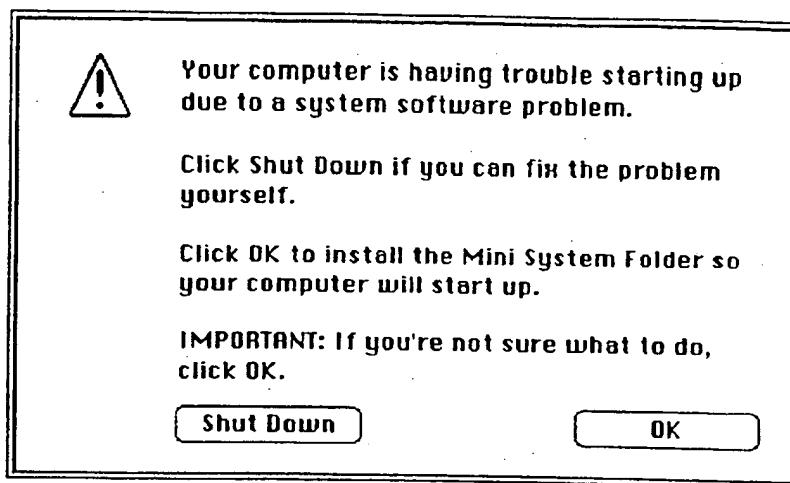 Your computer is having trouble starting up
due to a system software problem.
Click Shut Down if you can fix the problem
yourself.
Click OK to install the Mini System Folder so
your computer will start up.
IMPORTANT: If you're not sure what to do,
click OK.
Shut Down
OK